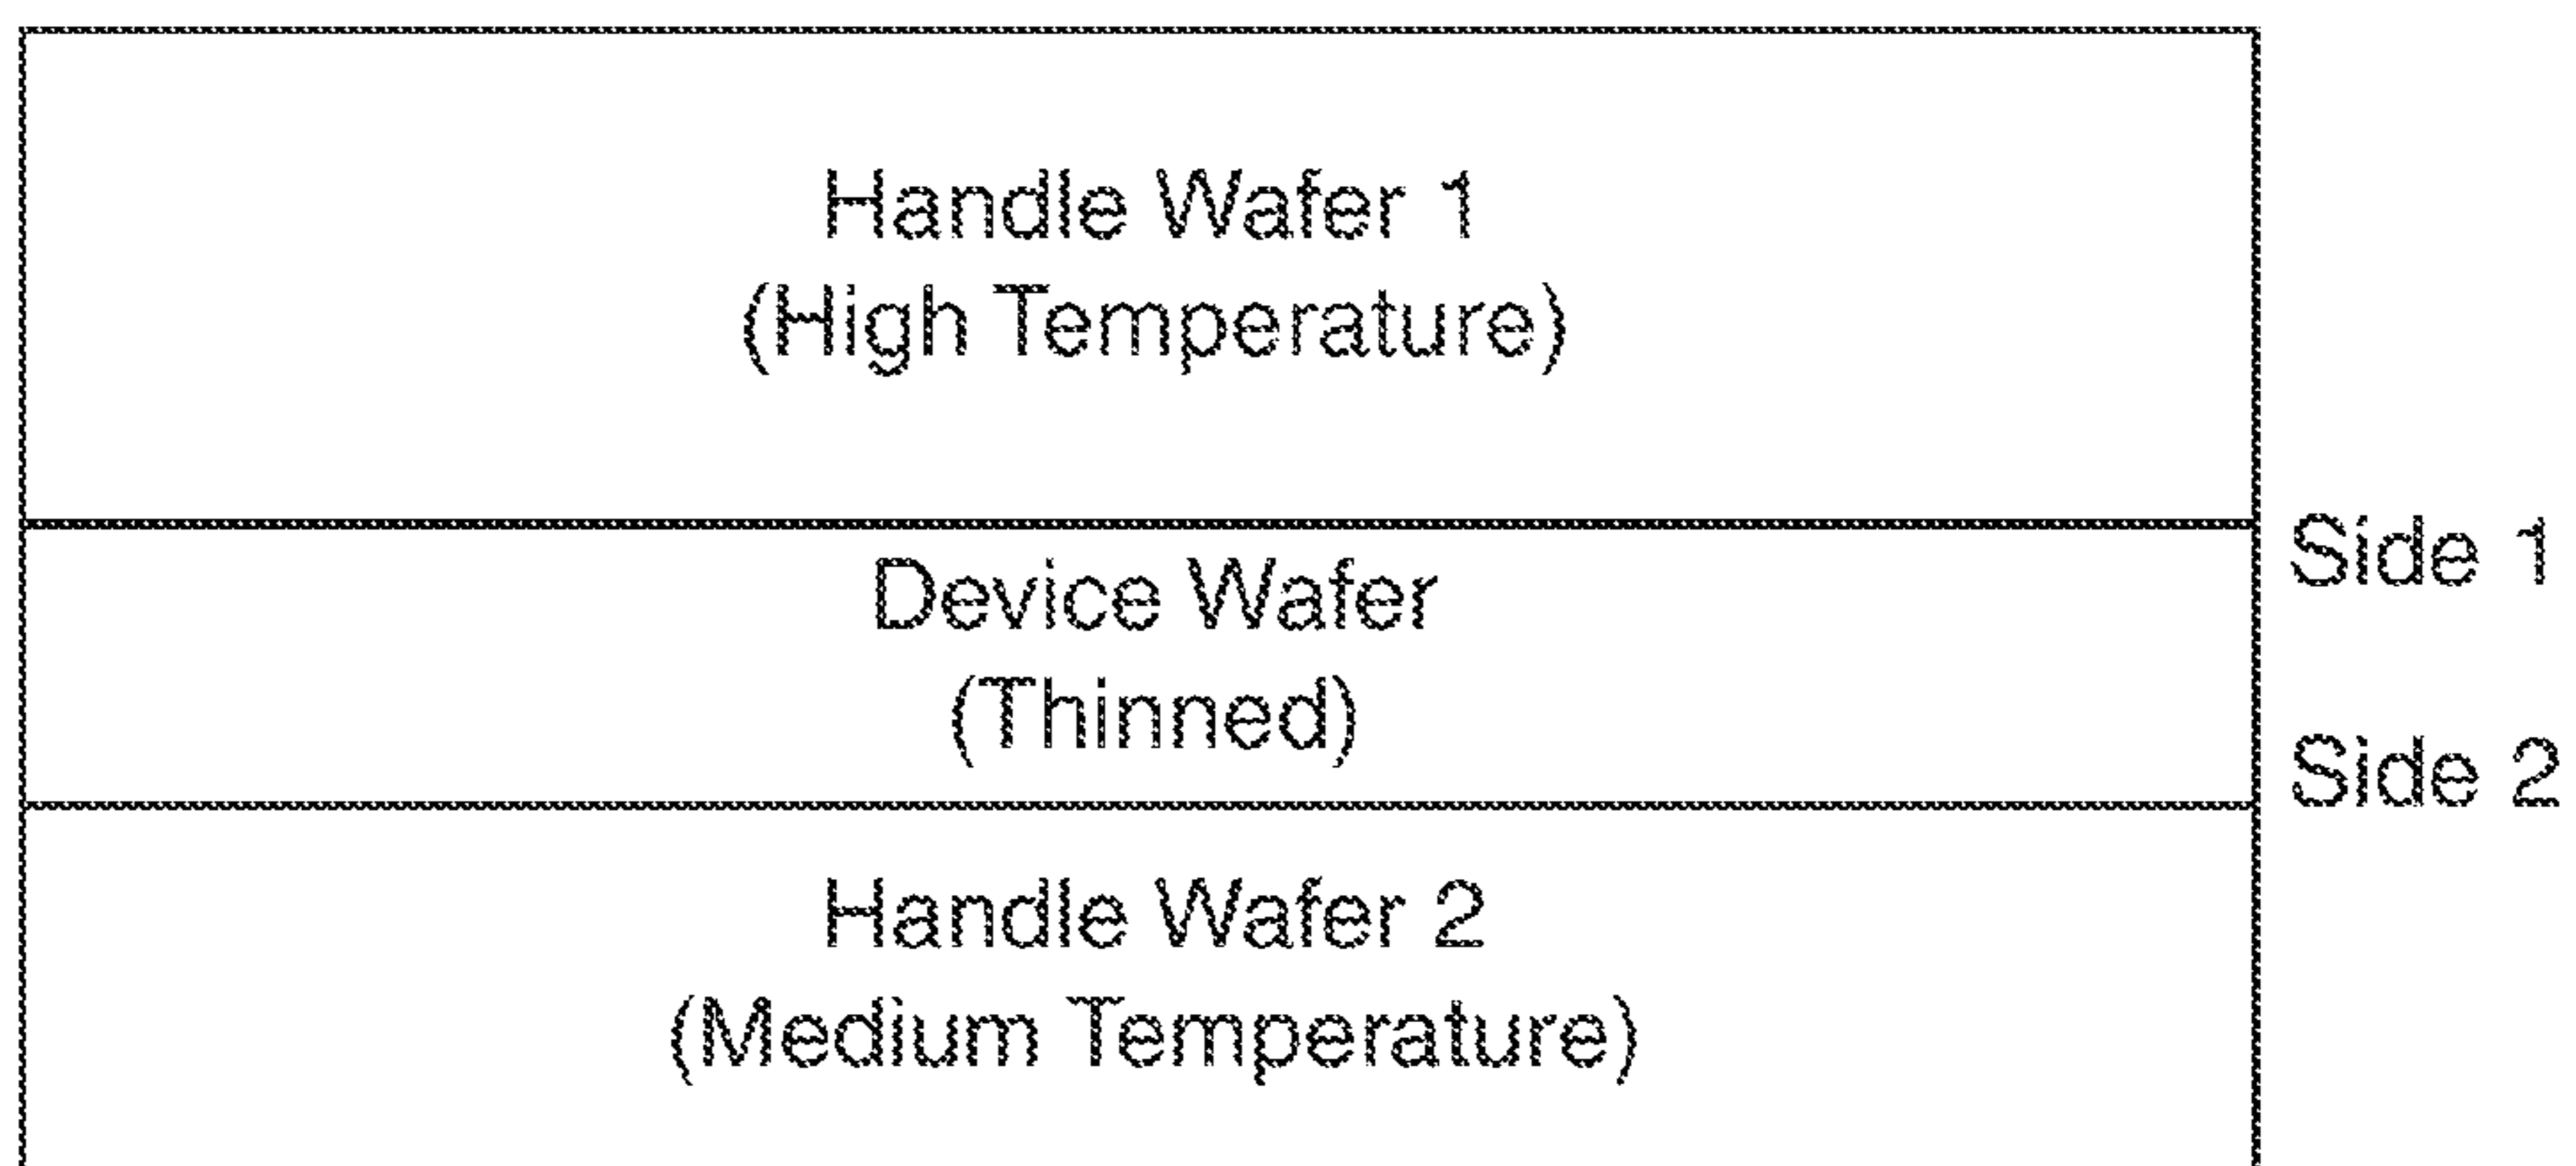 Handle Wafer 1
(High Temperature)
Side 1
Device Wafer
(Thinned)
Side 2
Handle Wafer 2
(Medium Temperature)